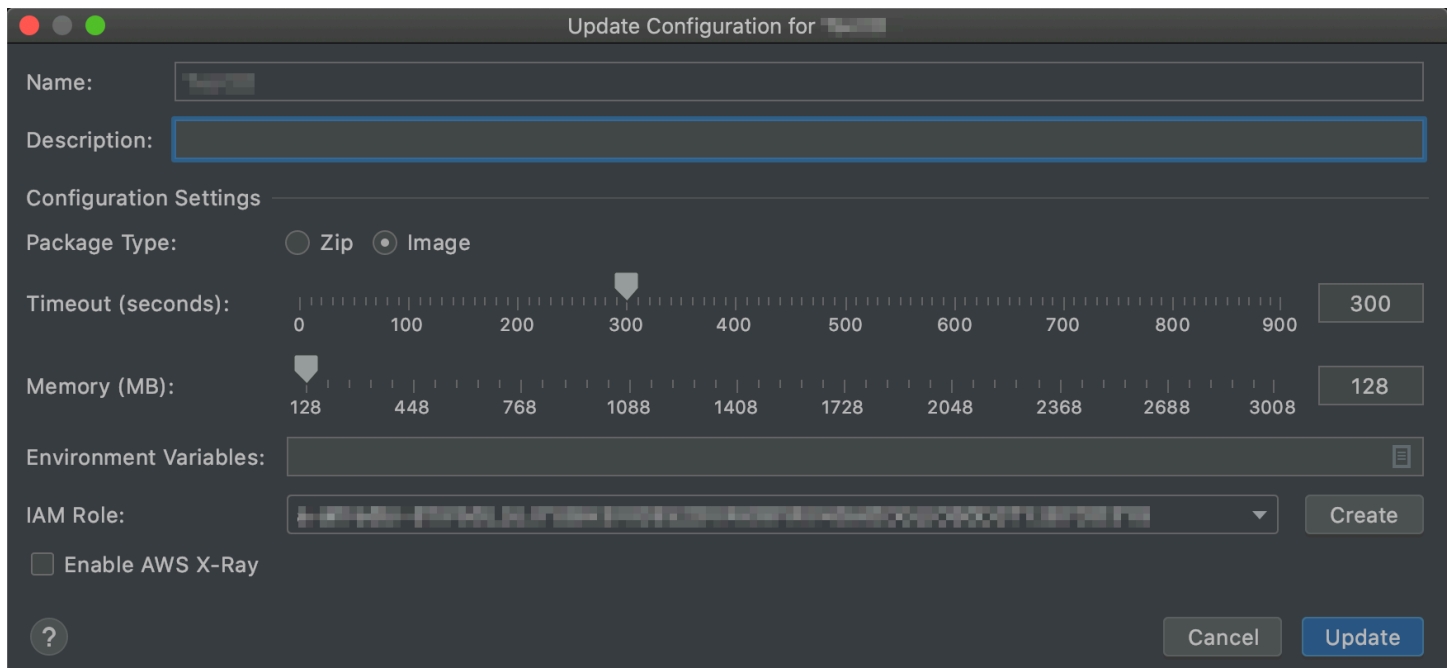 Update Configuration for
Name:
Description:
Configuration Settings
Package Type: Zip Image
Timeout (seconds): 300
0 100 200 300 400 500 600 700 800 900
Memory (MB): 128
128 448 768 1088 1408 1728 2048 2368 2688 3008
Environment Variables:
IAM Role: Create
Enable AWS X-Ray
? Cancel Update